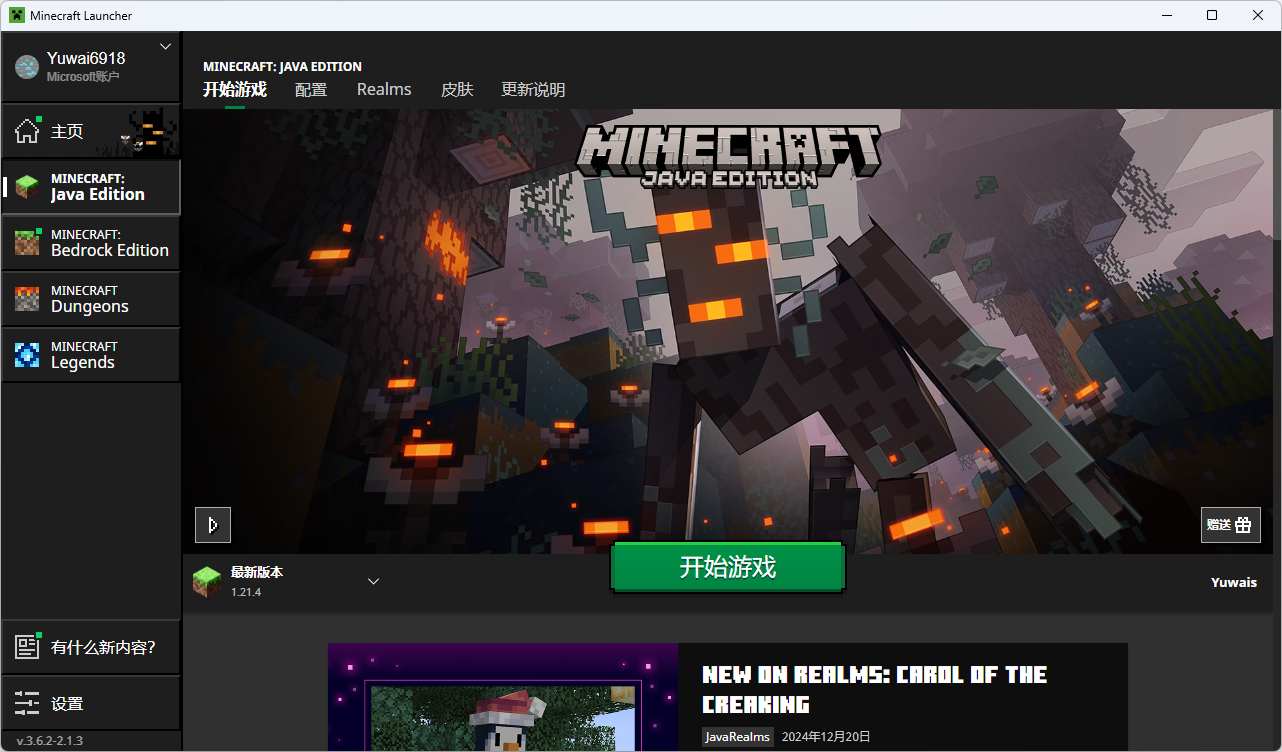 Minecraft Launcher
Yuwai6918
Microsoft账户
主页
MINECRAFT:
Java Edition
MINECRAFT:
Bedrock Edition
MINECRAFT
Dungeons
MINECRAFT
Legends
有什么新内容?
设置
v.3.6.2-2.1.3
MINECRAFT: JAVA EDITION
开始游戏 配置 Realms 皮肤 更新说明
MINECRAFT
JAVA EDITION
赠送
最新版本
1.21.4
开始游戏
Yuwais
NEW ON REALMS: CAROL OF THE
CREAKING
JavaRealms 2024年12月20日